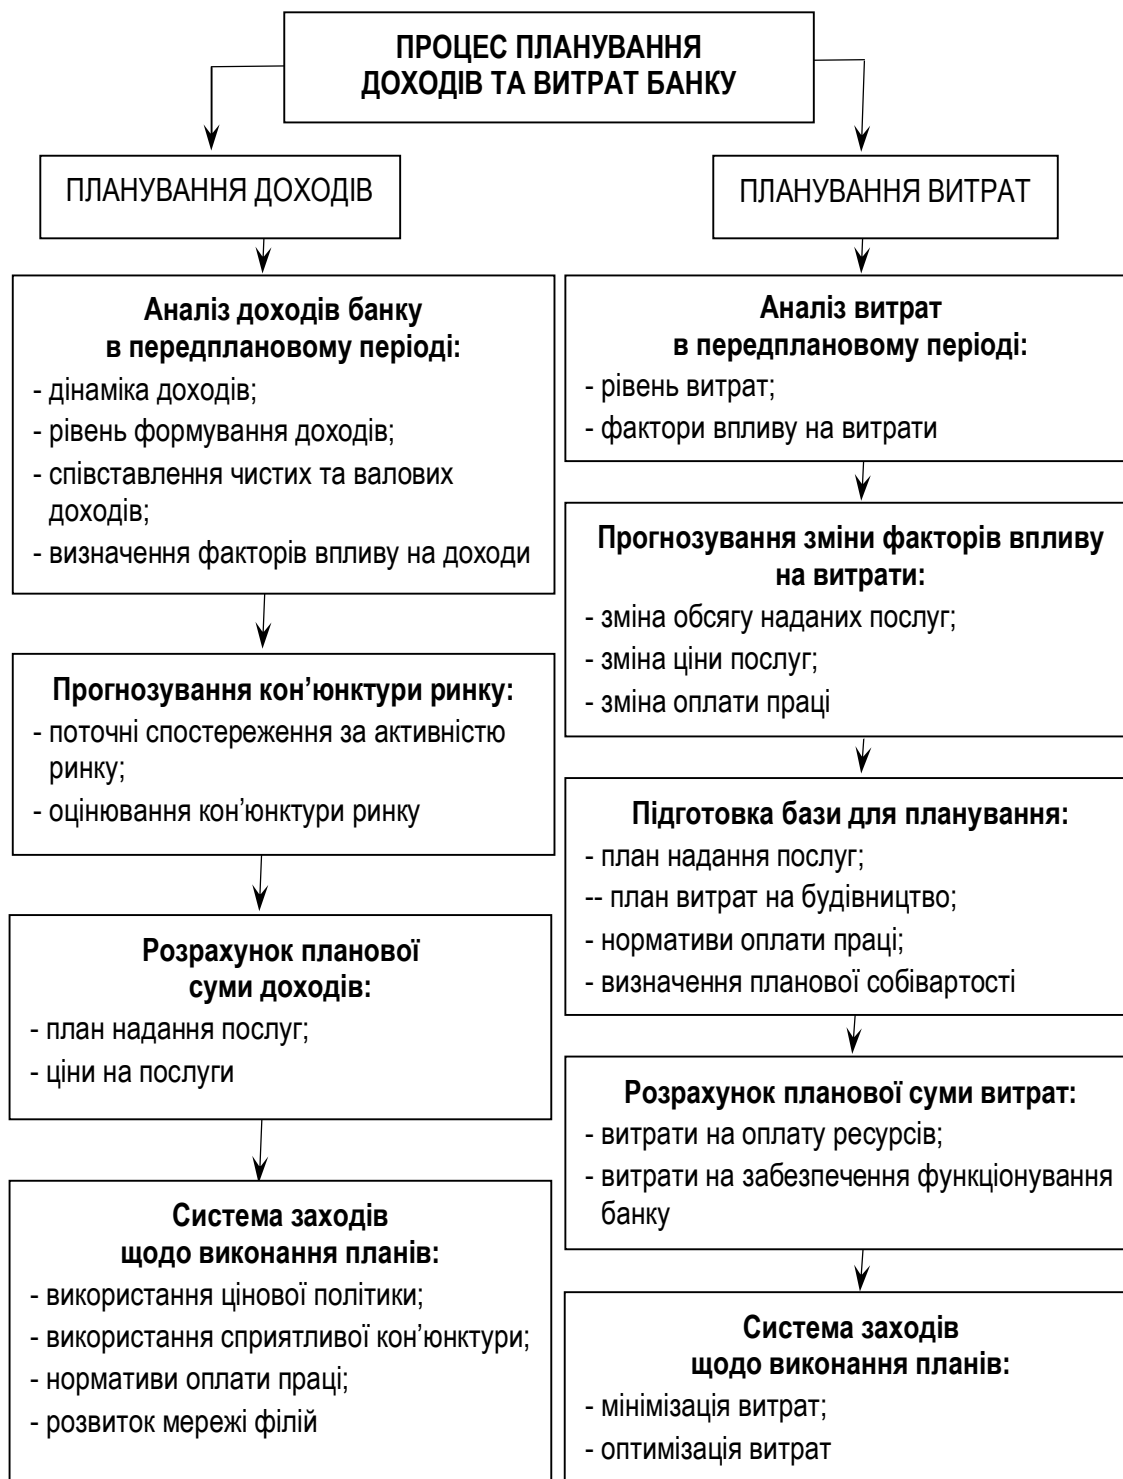 ПРОЦЕС ПЛАНУВАННЯ
ДОХОДІВ ТА ВИТРАТ БАНКУ
ПЛАНУВАННЯ ДОХОДІВ
Аналіз доходів банку
в передплановому періоді:
- дінаміка доходів;
- рівень формування доходів;
- співставлення чистих та валових
доходів;
- визначення факторів впливу на доходи
Прогнозування кон’юнктури ринку:
- поточні спостереження за активністю
ринку;
- оцінювання кон’юнктури ринку
Розрахунок планової
суми доходів:
- план надання послуг;
- ціни на послуги
Система заходів
щодо виконання планів:
- використання цінової політики;
- використання сприятливої кон’юнктури;
- нормативи оплати праці;
- розвиток мережі філій
ПЛАНУВАННЯ ВИТРАТ
Аналіз витрат
в передплановому періоді:
- рівень витрат;
- фактори впливу на витрати
Прогнозування зміни факторів впливу
на витрати:
- зміна обсягу наданих послуг;
- зміна ціни послуг;
- зміна оплати праці
Підготовка бази для планування:
- план надання послуг;
-- план витрат на будівництво;
- нормативи оплати праці;
- визначення планової собівартості
Розрахунок планової суми витрат:
- витрати на оплату ресурсів;
- витрати на забезпечення функціонування
банку
Система заходів
щодо виконання планів:
- мінімізація витрат;
- оптимізація витрат